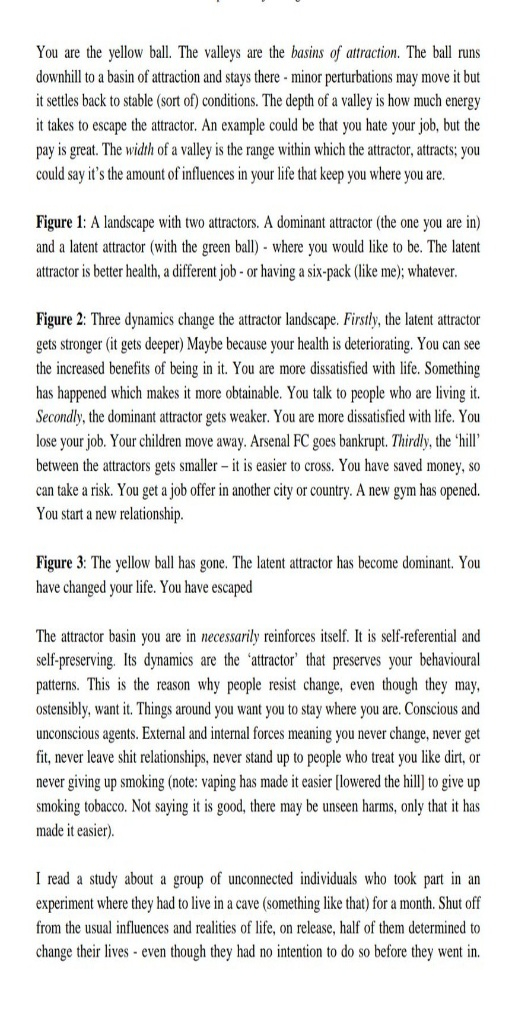 You are the yellow ball. The valleys are the basins of attraction. The ball runs
downhill to a basin of attraction and stays there - minor perturbations may move it but
it settles back to stable (sort of) conditions. The depth of a valley is how much energy
it takes to escape the attractor. An example could be that you hate your job, but the
pay is great. The width of a valley is the range within which the attractor, attracts; you
could say it's the amount of influences in your life that keep you where you are.
Figure 1: A landscape with two attractors. A dominant attractor (the one you are in)
and a latent attractor (with the green ball) - where you would like to be. The latent
attractor is better health, a different job - or having a six-pack (like me); whatever.
Figure 2: Three dynamics change the attractor landscape. Firstly, the latent attractor
gets stronger (it gets deeper) Maybe because your health is deteriorating. You can see
the increased benefits of being in it. You are more dissatisfied with life. Something
has happened which makes it more obtainable. You talk to people who are living it.
Secondly, the dominant attractor gets weaker. You are more dissatisfied with life. You
lose your job. Your children move away. Arsenal FC goes bankrupt. Thirdly, the 'hill'
between the attractors gets smaller – it is easier to cross. You have saved money, so
can take a risk. You get a job offer in another city or country. A new gym has opened.
You start a new relationship.
Figure 3: The yellow ball has gone. The latent attractor has become dominant. You
have changed your life. You have escaped
The attractor basin you are in necessarily reinforces itself. It is self-referential and
self-preserving. Its dynamics are the 'attractor' that preserves your behavioural
patterns. This is the reason why people resist change, even though they may,
ostensibly, want it. Things around you want you to stay where you are. Conscious and
unconscious agents. External and internal forces meaning you never change, never get
fit, never leave shit relationships, never stand up to people who treat you like dirt, or
never giving up smoking (note: vaping has made it easier [lowered the hill] to give up
smoking tobacco. Not saying it is good, there may be unseen harms, only that it has
made it easier).
I read a study about a group of unconnected individuals who took part in an
experiment where they had to live in a cave (something like that) for a month. Shut off
from the usual influences and realities of life, on release, half of them determined to
change their lives - even though they had no intention to do so before they went in.